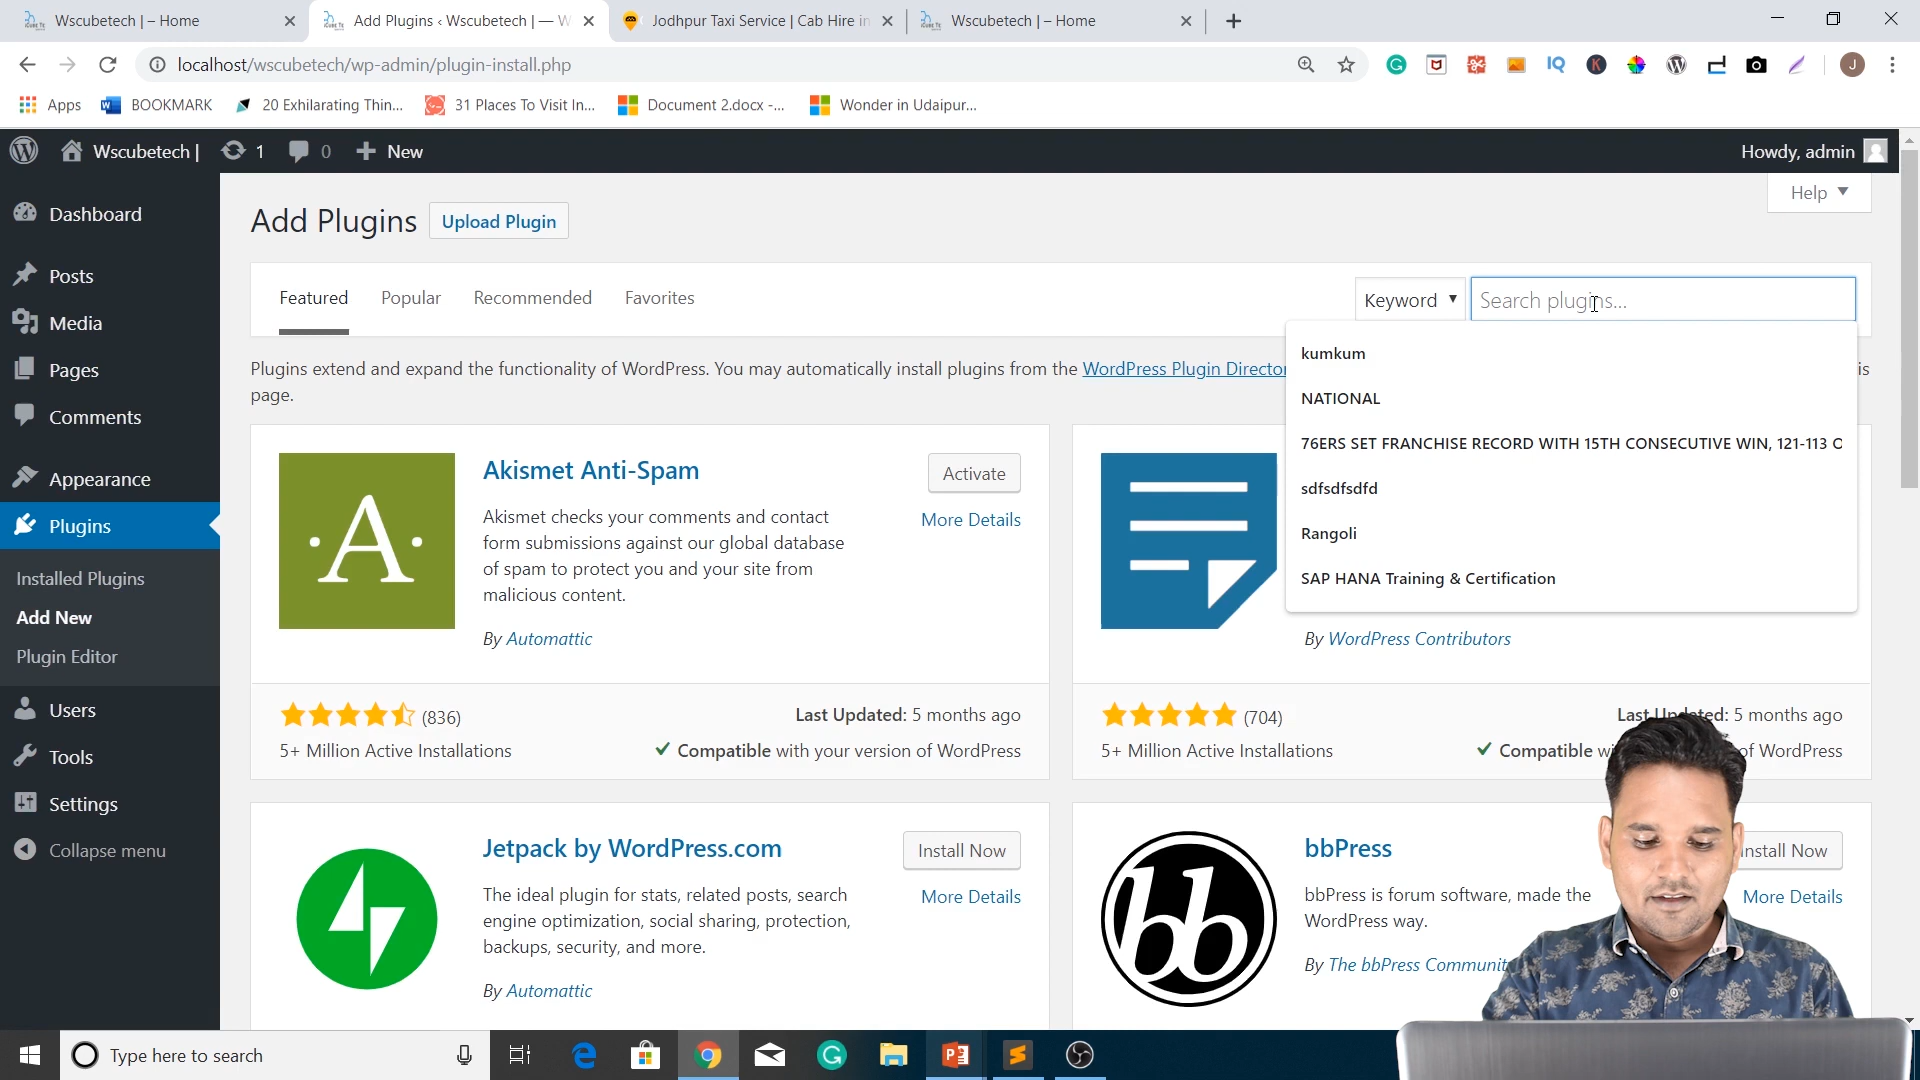 Wscubetech | – Home
Add Plugins ‹ Wscubetech | — W
Jodhpur Taxi Service | Cab Hire in
Wscubetech | – Home
localhost/wscubetech/wp-admin/plugin-install.php
Apps
BOOKMARK
20 Exhilarating Thin...
31 Places To Visit In...
Document 2.docx -...
Wonder in Udaipur...
Wscubetech |
1
0
New
Howdy, admin
Help
Dashboard
Posts
Media
Pages
Comments
Appearance
Plugins
Installed Plugins
Add New
Plugin Editor
Users
Tools
Settings
Collapse menu
Add Plugins
Upload Plugin
Featured
Popular
Recommended
Favorites
Keyword
Search plugins...
kumkum
NATIONAL
76ERS SET FRANCHISE RECORD WITH 15TH CONSECUTIVE WIN, 121-113 O
sdfsdfsdfd
Rangoli
SAP HANA Training & Certification
Plugins extend and expand the functionality of WordPress. You may automatically install plugins from the WordPress Plugin Director
is
page.
Akismet Anti-Spam
Activate
More Details
Akismet checks your comments and contact
form submissions against our global database
of spam to protect you and your site from
malicious content.
By Automattic
(836)
Last Updated: 5 months ago
5+ Million Active Installations
Compatible with your version of WordPress
By WordPress Contributors
(704)
Last Updated: 5 months ago
5+ Million Active Installations
Compatible wi
of WordPress
Jetpack by WordPress.com
Install Now
More Details
The ideal plugin for stats, related posts, search
engine optimization, social sharing, protection,
backups, security, and more.
By Automattic
bbPress
Install Now
More Details
bbPress is forum software, made the
WordPress way.
By The bbPress Communit
Type here to search